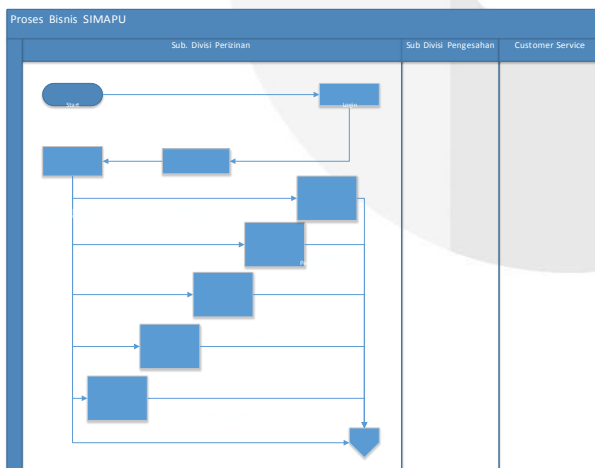 Proses Bisnis SIMAPU
Sub. Divisi Perizinan
Sub Divisi Pengesahan
Customer Service
Start
Login